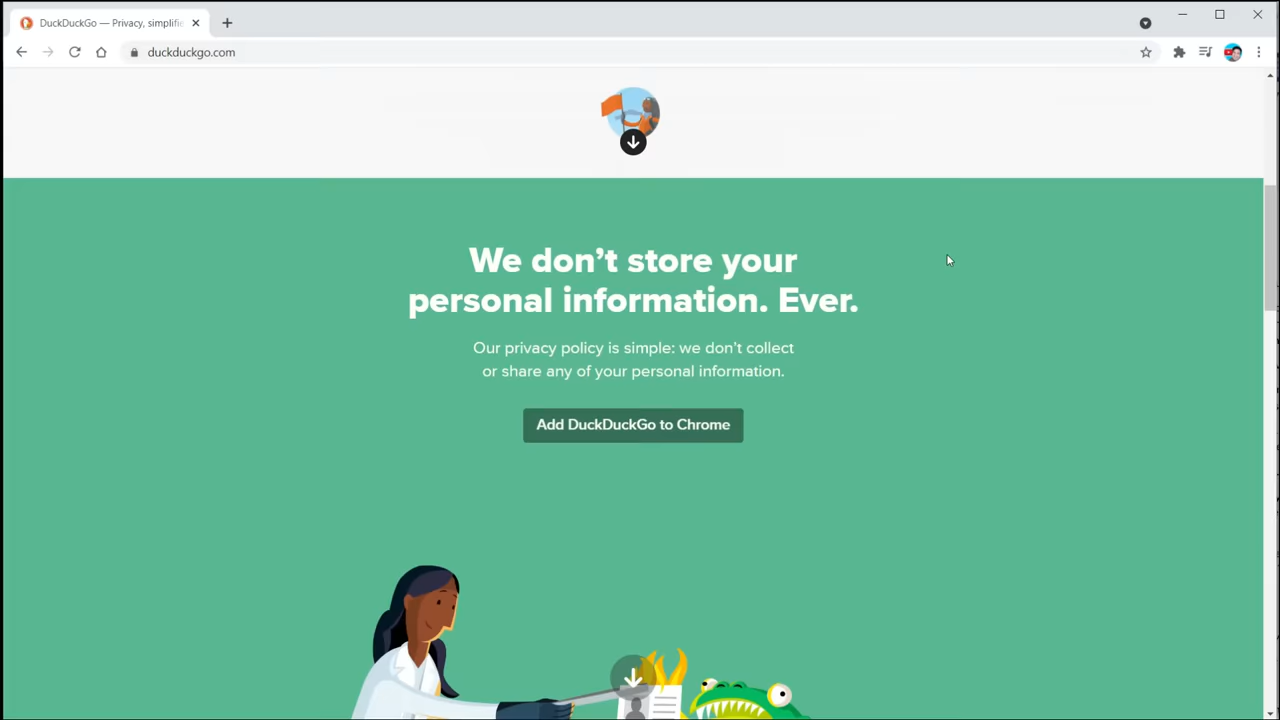 DuckDuckGo — Privacy, simplifie
duckduckgo.com
We don’t store your
personal information. Ever.
Our privacy policy is simple: we don’t collect
or share any of your personal information.
Add DuckDuckGo to Chrome